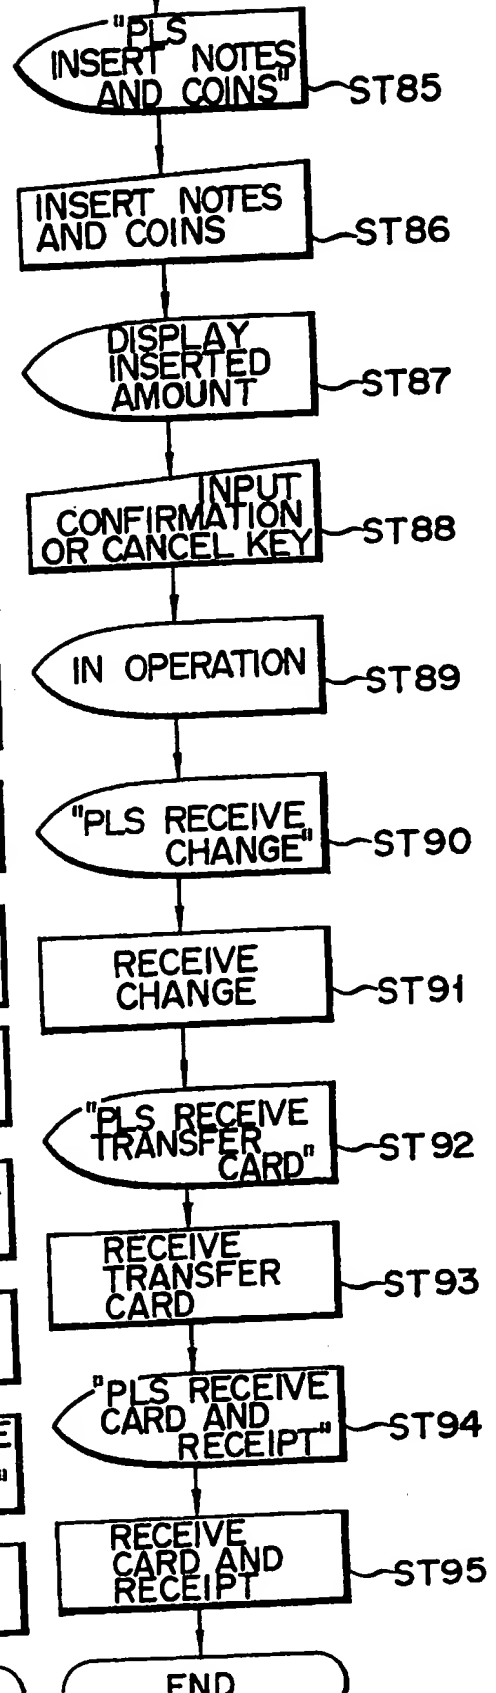 "PLS
INSERT NOTES
AND COINS"
ST85
INSERT NOTES
AND COINS
ST86
DISPLAY
INSERTED
AMOUNT
ST87
INPUT
CONFIRMATION
OR CANCEL KEY
ST88
IN OPERATION
ST89
"PLS RECEIVE
CHANGE"
ST90
RECEIVE
CHANGE
ST91
"PLS RECEIVE
TRANSFER
CARD"
ST92
RECEIVE
TRANSFER
CARD
ST93
"PLS RECEIVE
CARD AND
RECEIPT"
ST94
E
"
RECEIVE
CARD AND
RECEIPT
ST95
END